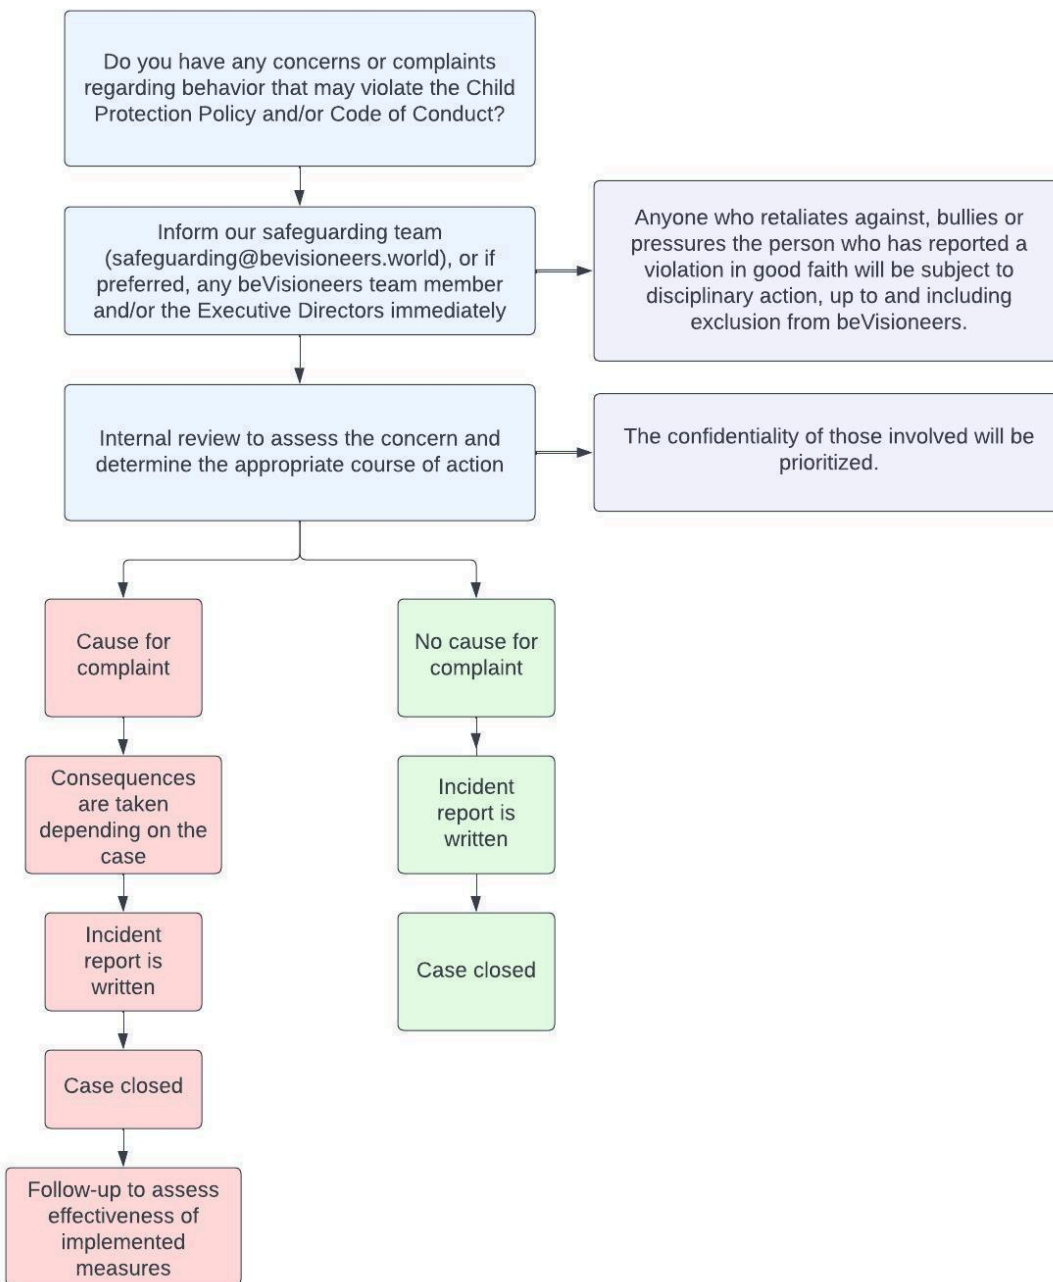 Do you have any concerns or complaints
regarding behavior that may violate the Child
Protection Policy and/or Code of Conduct?
Inform our safeguarding team
(safeguarding@bevisioneers.world), or if
preferred, any beVisioneers team member
and/or the Executive Directors immediately
Anyone who retaliates against, bullies or
pressures the person who has reported a
violation in good faith will be subject to
disciplinary action, up to and including
exclusion from beVisioneers.
Internal review to assess the concern and
determine the appropriate course of action
The confidentiality of those involved will be
prioritized.
Cause for
complaint
Consequences
are taken
depending on the
case
Incident
report is
written
Case closed
Follow-up to assess
effectiveness of
implemented
measures
No cause for
complaint
Incident
report is
written
Case closed